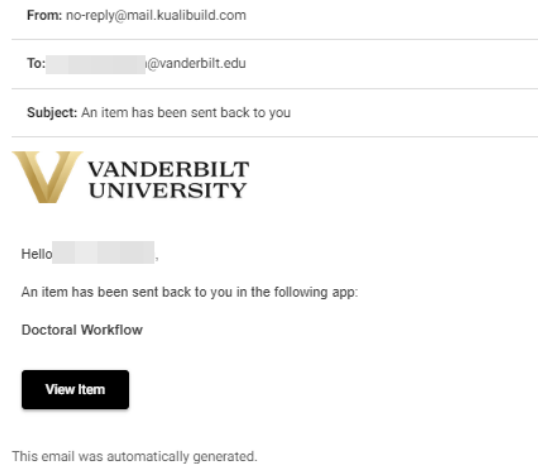 From: no-reply@mail.kualibuild.com
To: @vanderbilt.edu
Subject: An item has been sent back to you
VANDERBILT
UNIVERSITY
Hello ,
An item has been sent back to you in the following app:
Doctoral Workflow
View Item
This email was automatically generated.